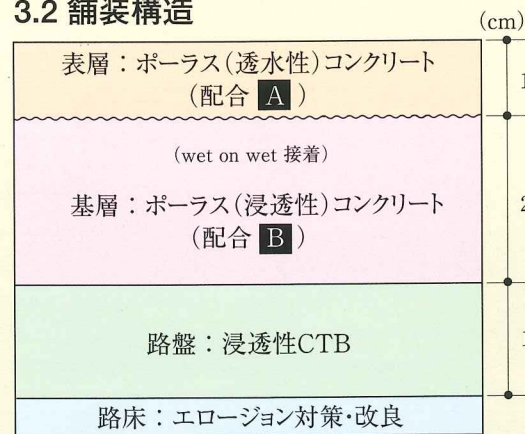 3.2 舗装構造
(cm)
表層：ポーラス(透水性)コンクリート
(配合 A )
(wet on wet 接着)
基層：ポーラス(浸透性)コンクリート
(配合 B )
路盤：浸透性CTB
路床：エロージョン対策・改良